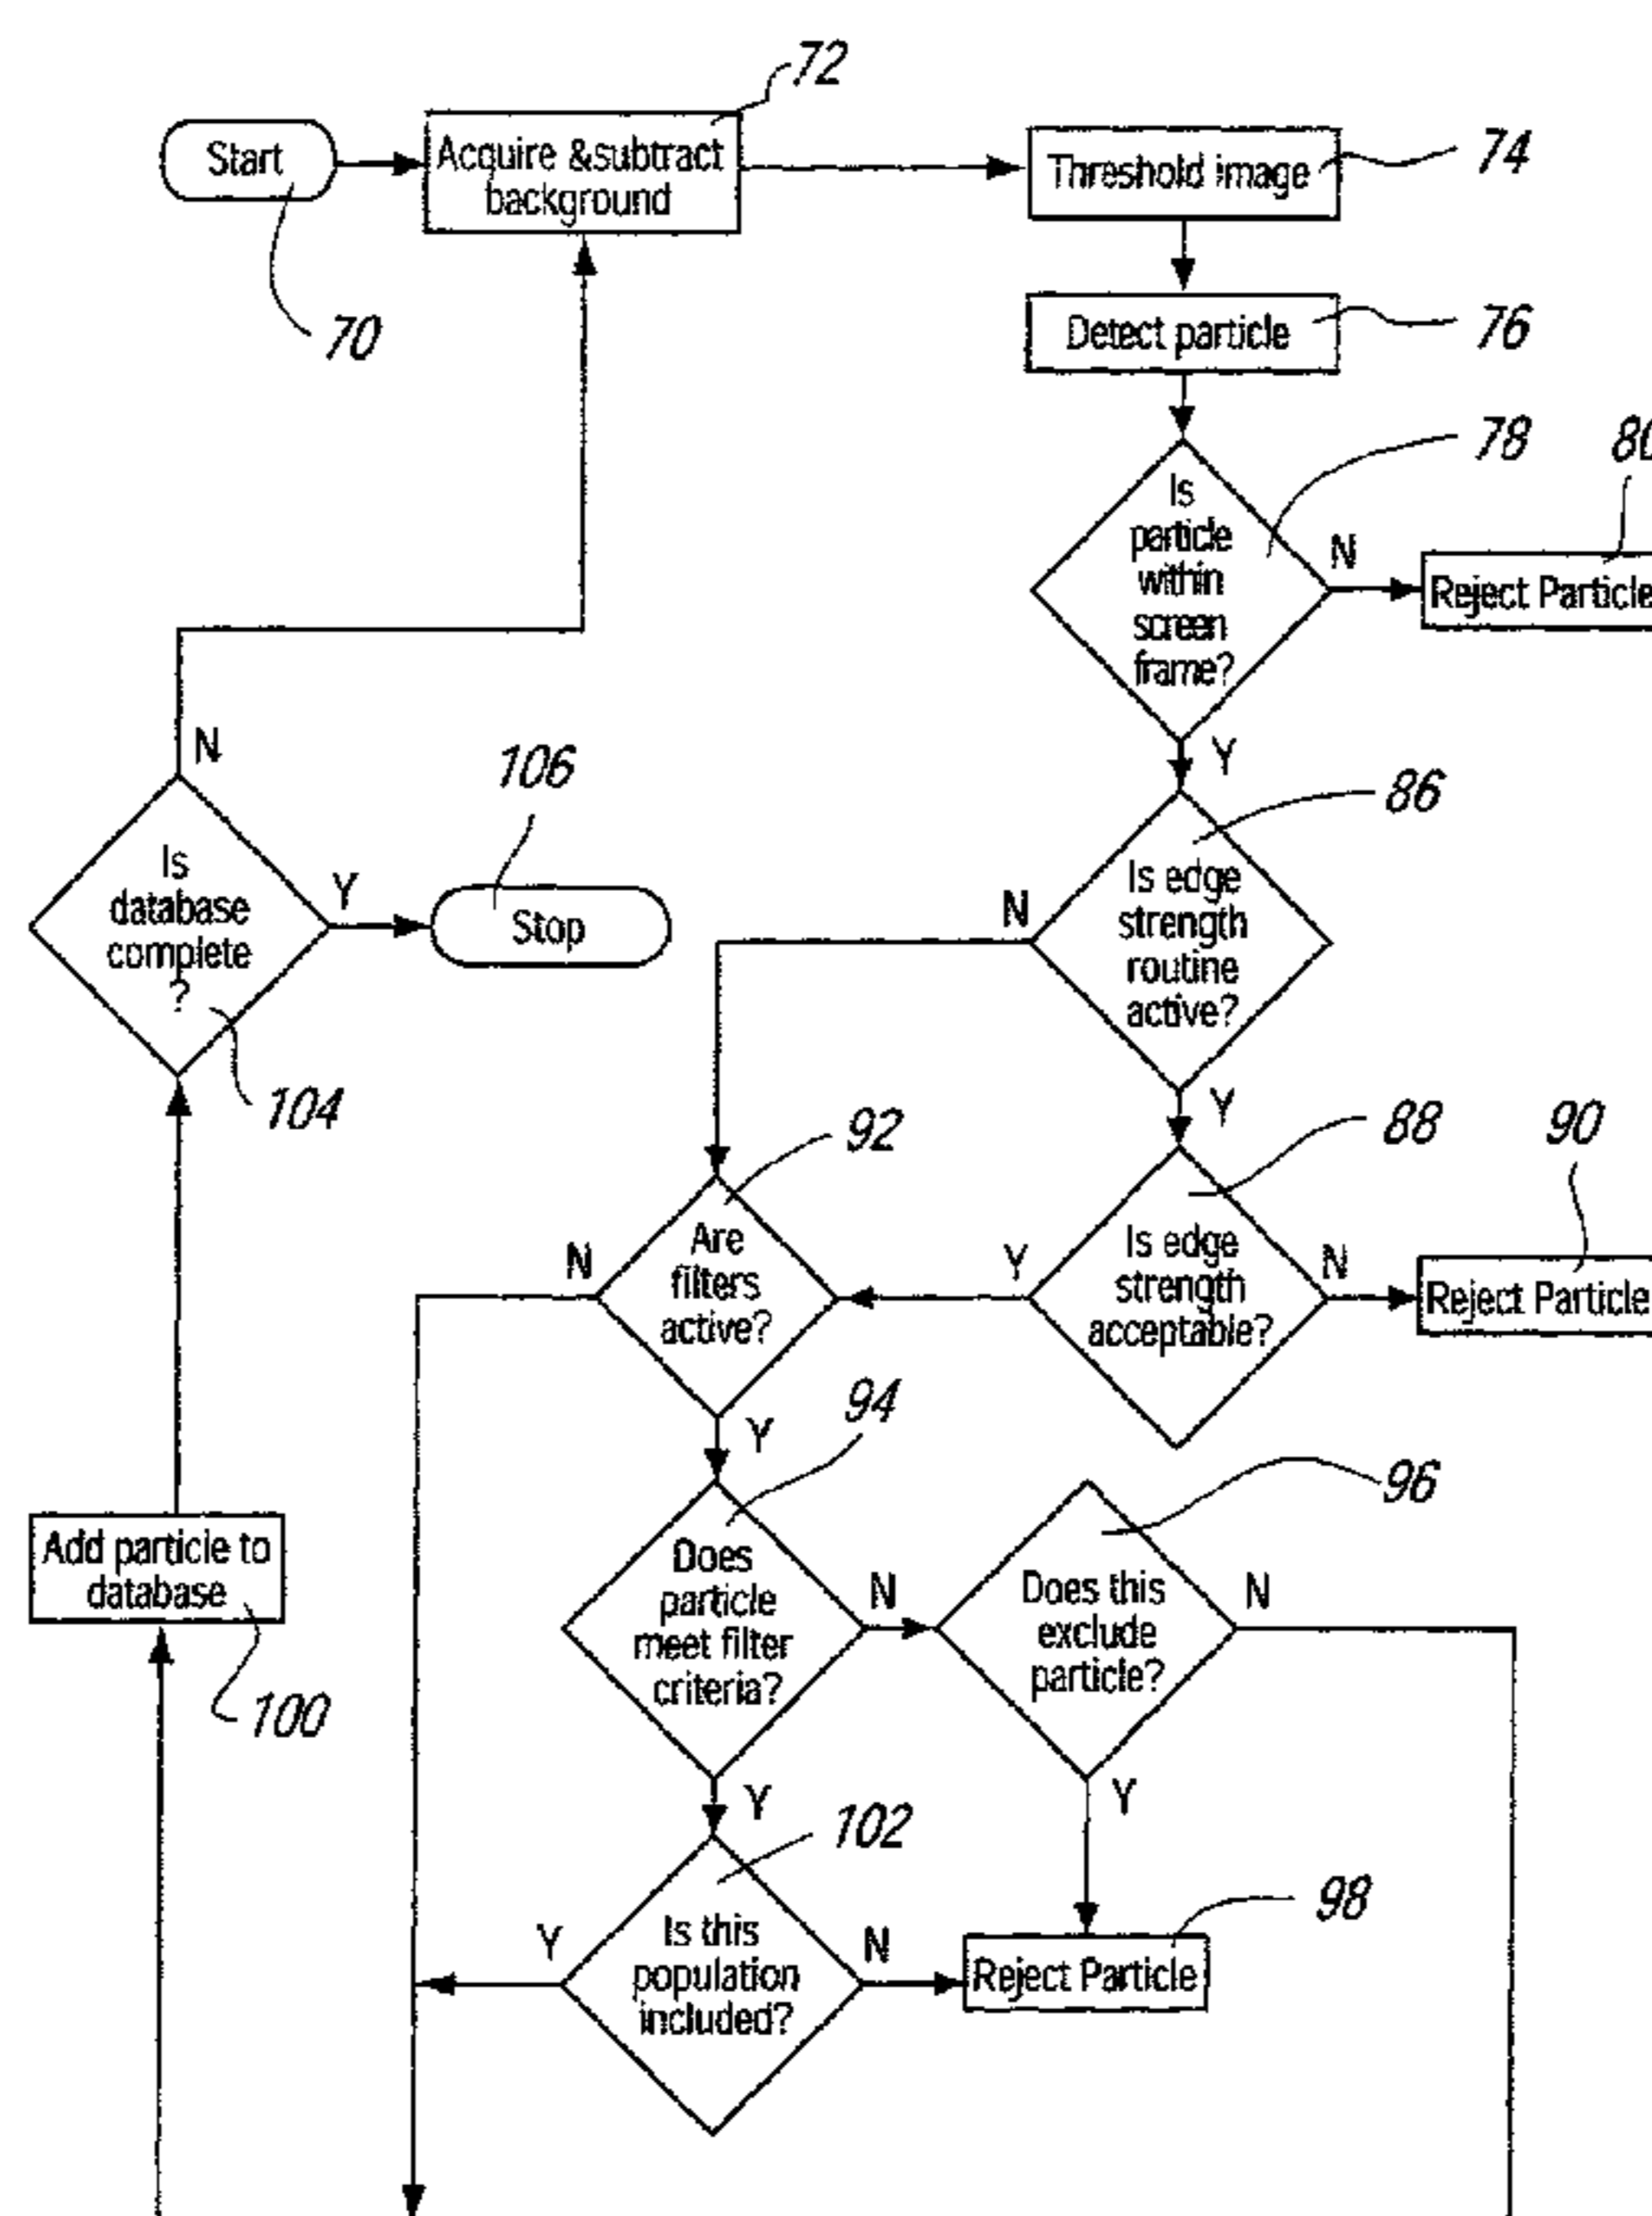 Start
70
Acquire &subtract
background
72
Threshold image
74
Detect particle
76
Is
particle
within
screen
frame?
78
N
80
Reject Particle
Y
Is edge
strength
routine
active?
86
N
Y
Is edge
strength
acceptable?
88
Y
N
90
Reject Particle
Are
filters
active?
92
N
Y
Does
particle
meet filter
criteria?
94
N
Y
Does this
exclude
particle?
96
N
Y
Is this
population
included?
102
Y
N
Reject Particle
98
Add particle to
database
100
Is
database
complete
?
104
N
Y
Stop
106